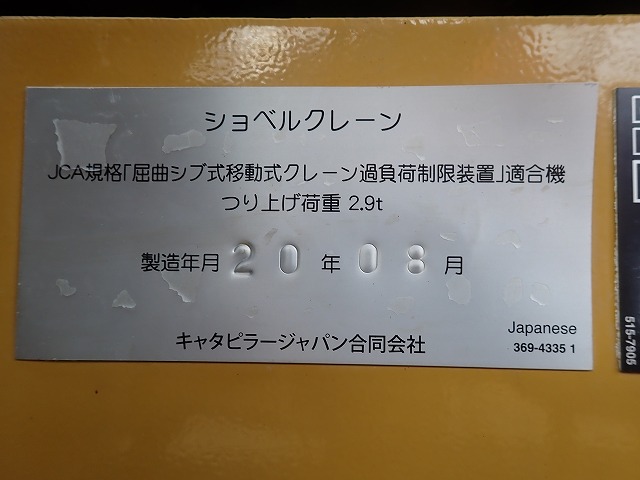 ショベルクレーン
JCA規格「屈曲ジブ式移動式クレーン過負荷制限装置」適合機
つり上げ荷重 2.9t
製造年月 20 年 08 月
キャタピラージャパン合同会社
Japanese
369-4335 1
515-7906